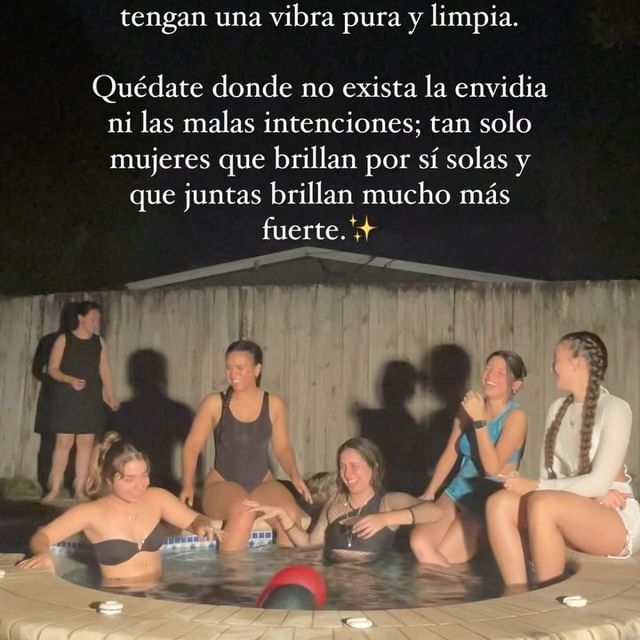 tengan una vibra pura y limpia.
Quédate donde no exista la envidia
ni las malas intenciones; tan solo
mujeres que brillan por sí solas y
que juntas brillan mucho más
fuerte.✨